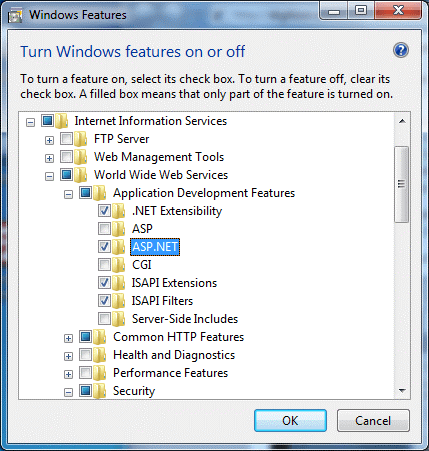 Windows Features
Turn Windows features on or off
To turn a feature on, select its check box. To turn a feature off, clear its
check box. A filled box means that only part of the feature is turned on.
Internet Information Services
FTP Server
Web Management Tools
World Wide Web Services
Application Development Features
.NET Extensibility
ASP
ASP.NET
CGI
ISAPI Extensions
ISAPI Filters
Server-Side Includes
Common HTTP Features
Health and Diagnostics
Performance Features
Security
OK Cancel